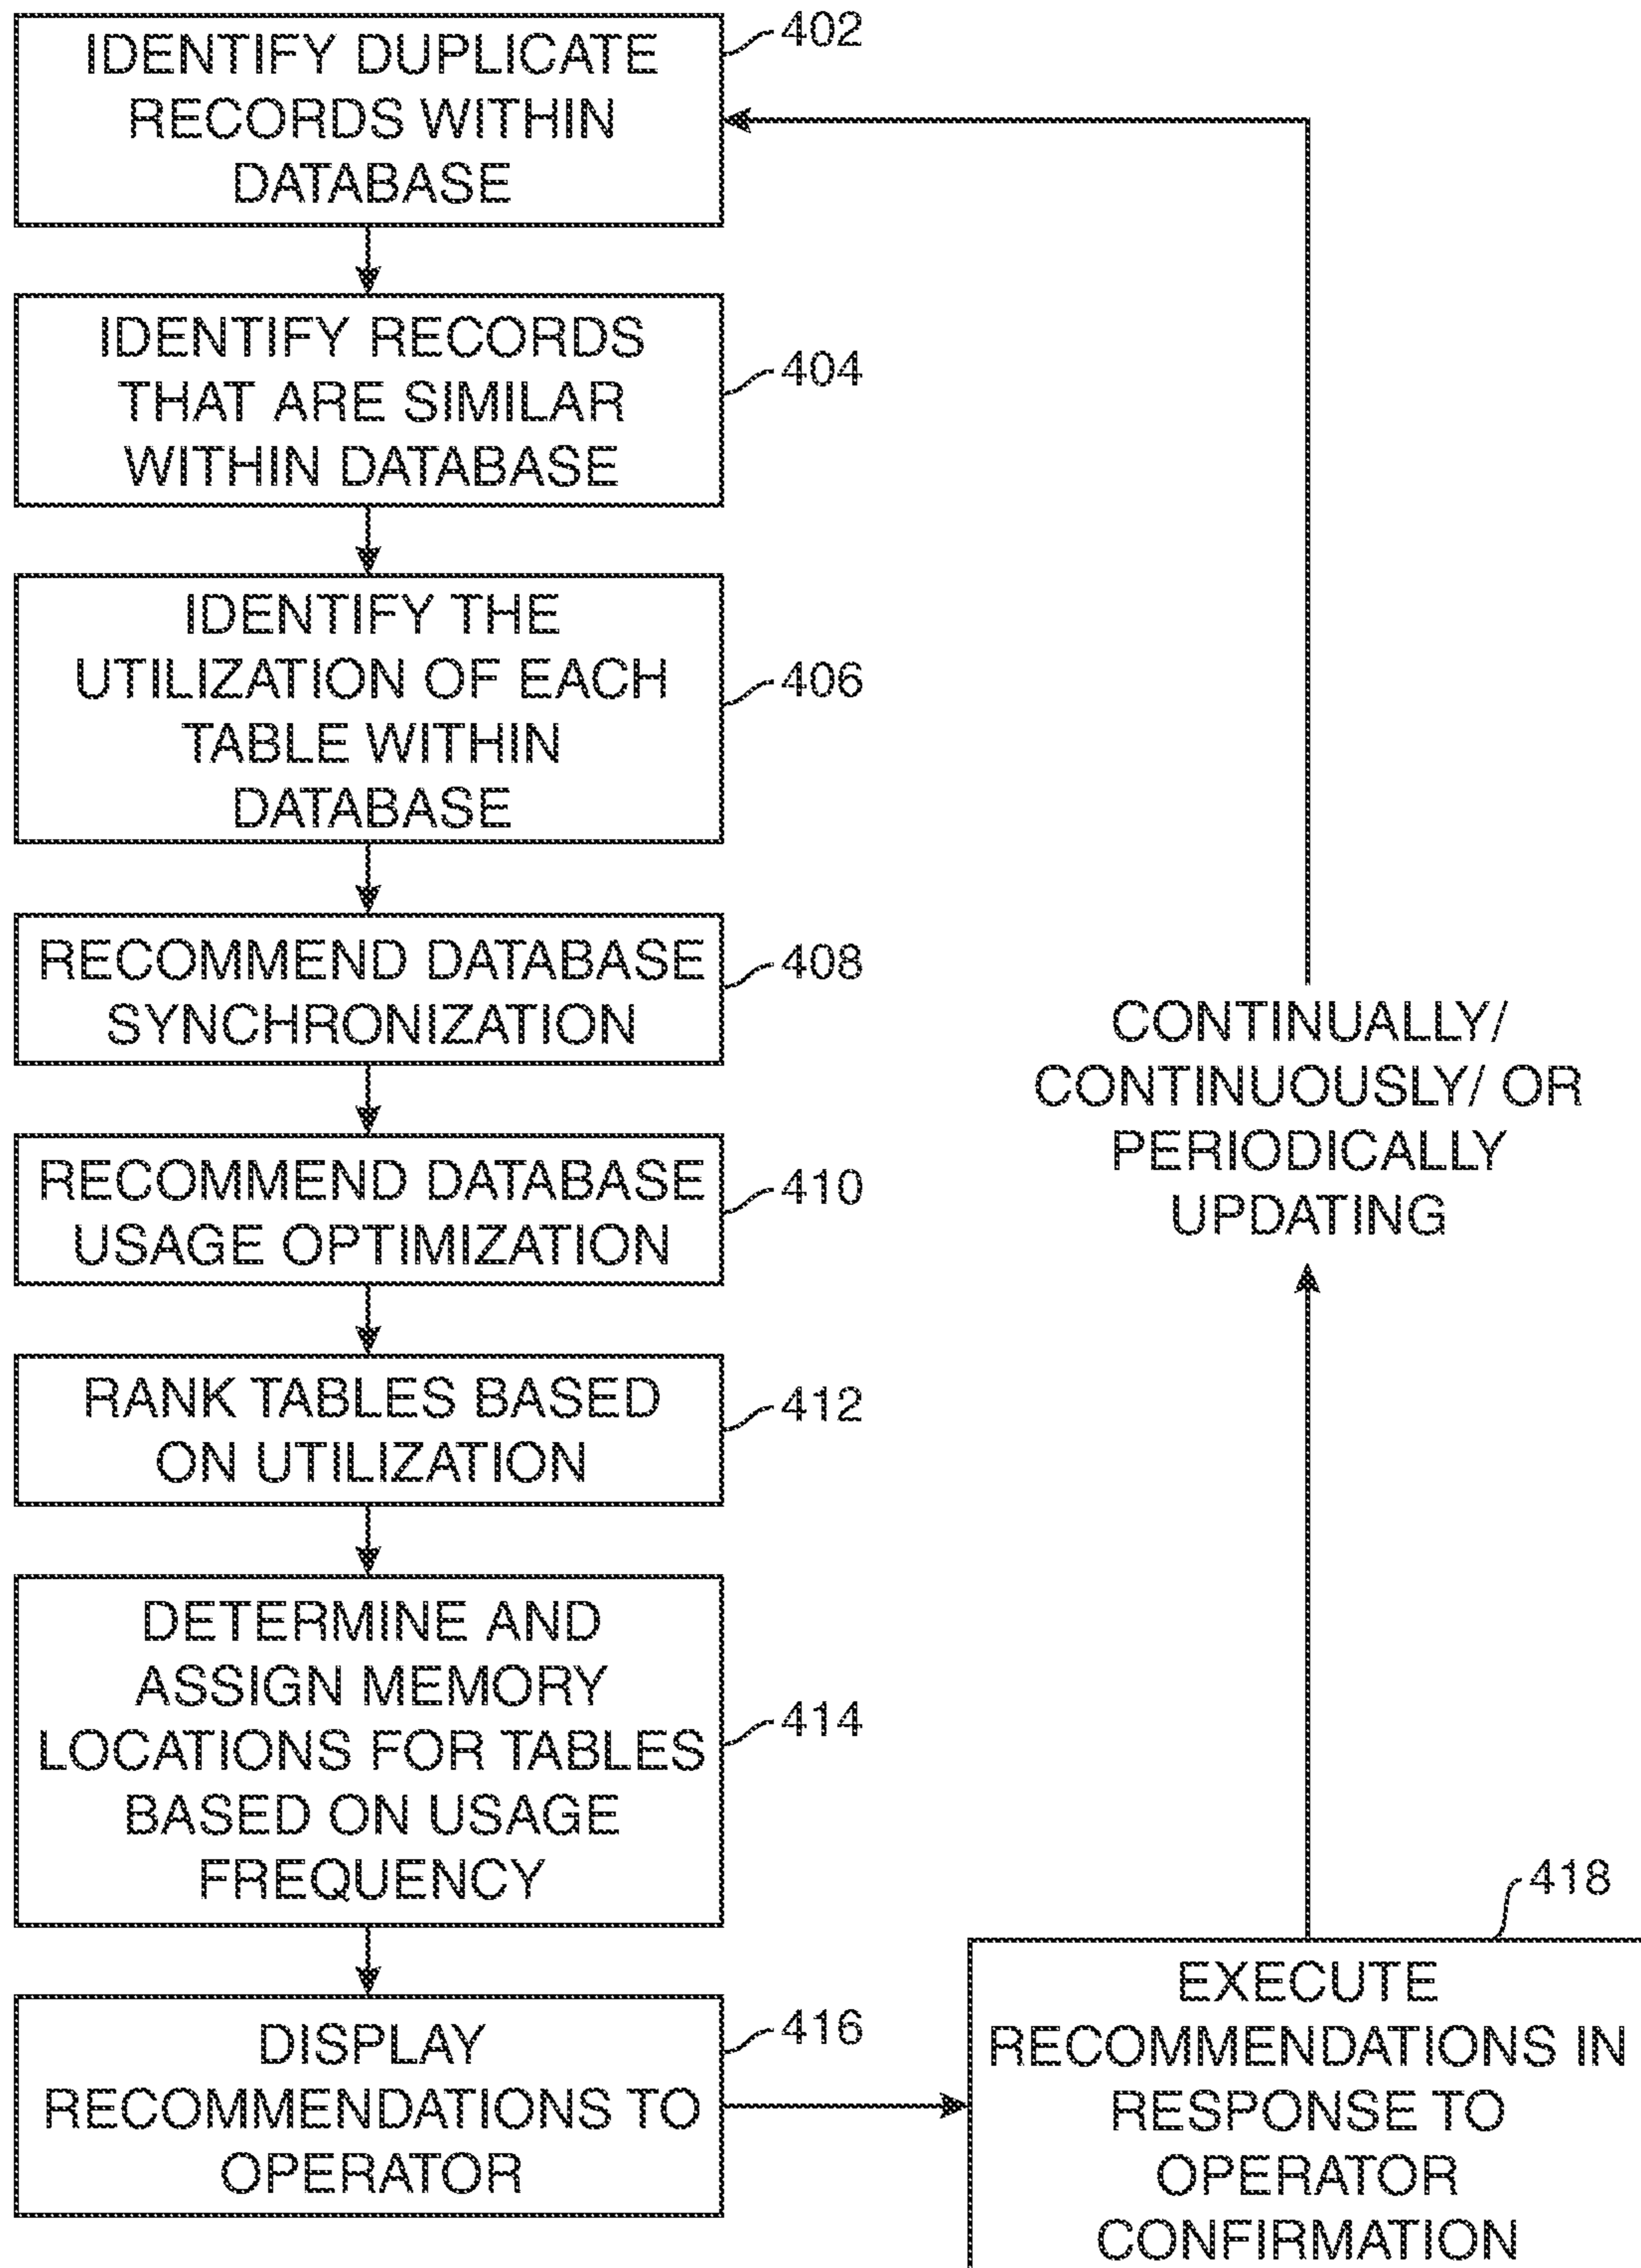 IDENTIFY DUPLICATE
RECORDS WITHIN
DATABASE
402
IDENTIFY RECORDS
THAT ARE SIMILAR
WITHIN DATABASE
404
IDENTIFY THE
UTILIZATION OF EACH
TABLE WITHIN
DATABASE
406
RECOMMEND DATABASE
SYNCHRONIZATION
408
RECOMMEND DATABASE
USAGE OPTIMIZATION
410
RANK TABLES BASED
ON UTILIZATION
412
DETERMINE AND
ASSIGN MEMORY
LOCATIONS FOR TABLES
BASED ON USAGE
FREQUENCY
414
DISPLAY
RECOMMENDATIONS TO
OPERATOR
416
EXECUTE
RECOMMENDATIONS IN
RESPONSE TO
OPERATOR
CONFIRMATION
418
CONTINUALLY/
CONTINUOUSLY/ OR
PERIODICALLY
UPDATING